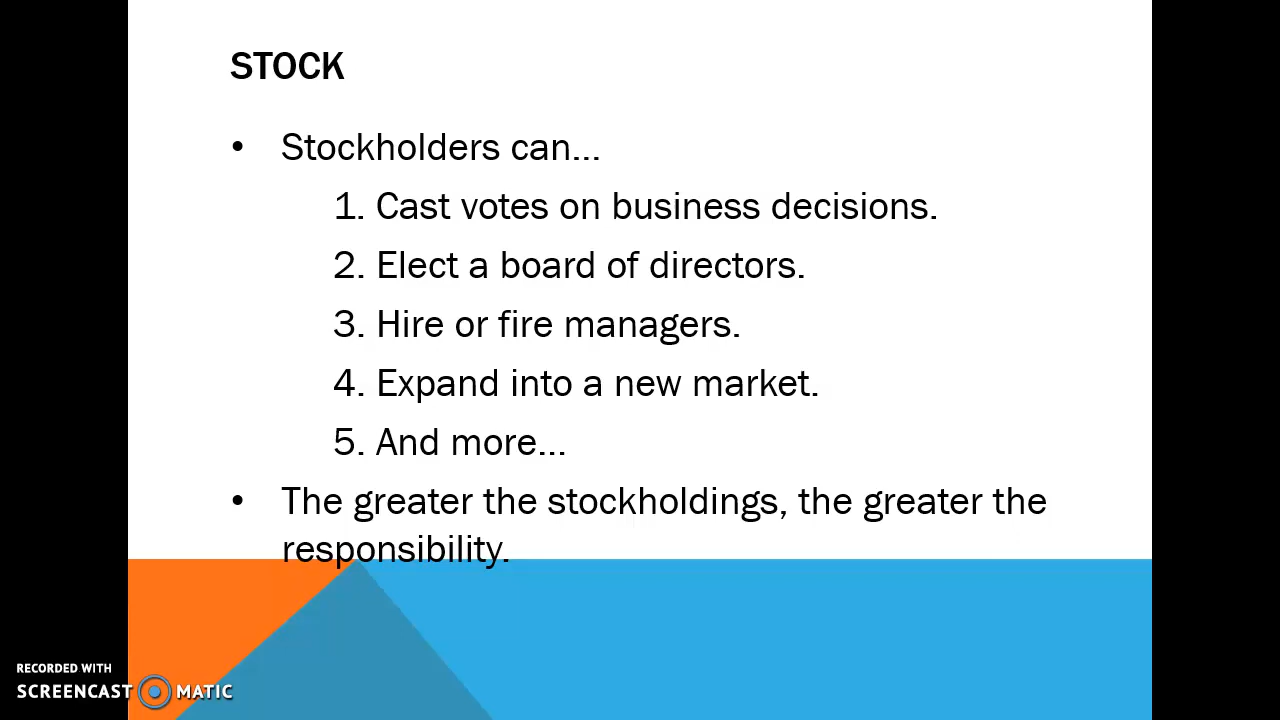 STOCK
• Stockholders can...
1. Cast votes on business decisions.
2. Elect a board of directors.
3. Hire or fire managers.
4. Expand into a new market.
5. And more...
• The greater the stockholdings, the greater the
responsibility.
RECORDED WITH
SCREENCAST MATIC